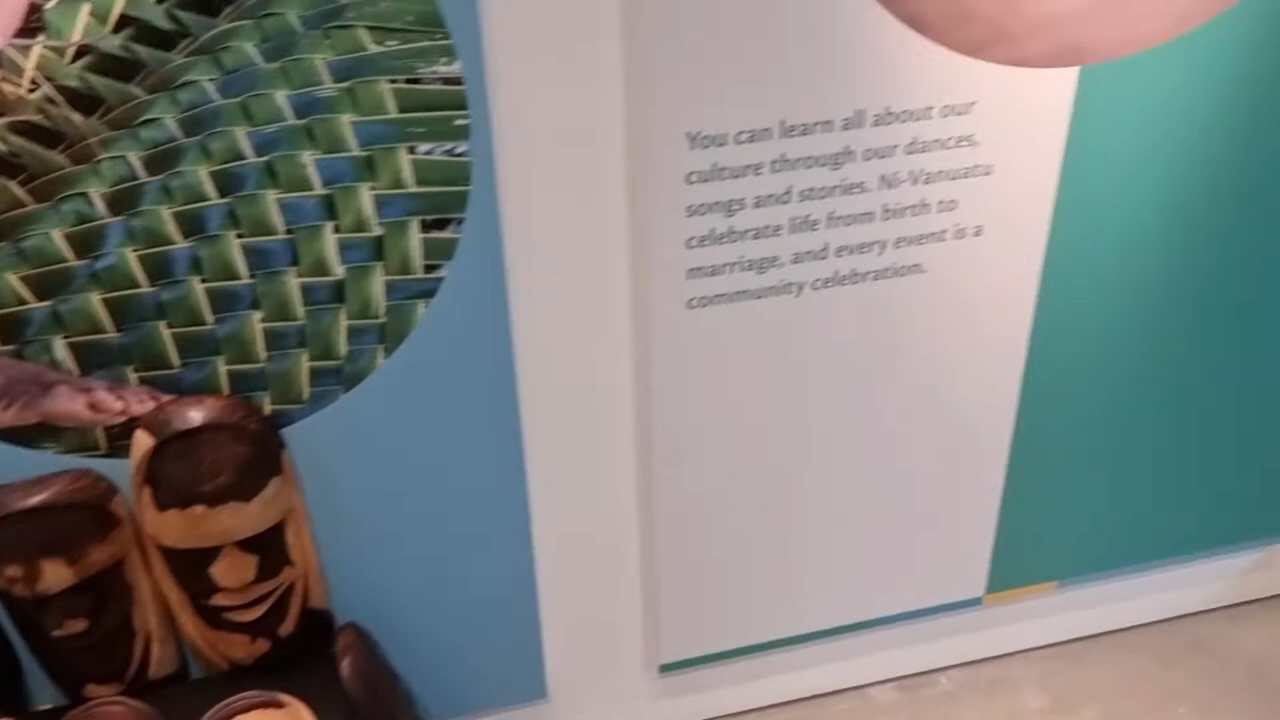 You can learn all about our
culture through our dances,
songs and stories. Ni-Vanuatu
celebrate life from birth to
marriage, and every event is a
community celebration.